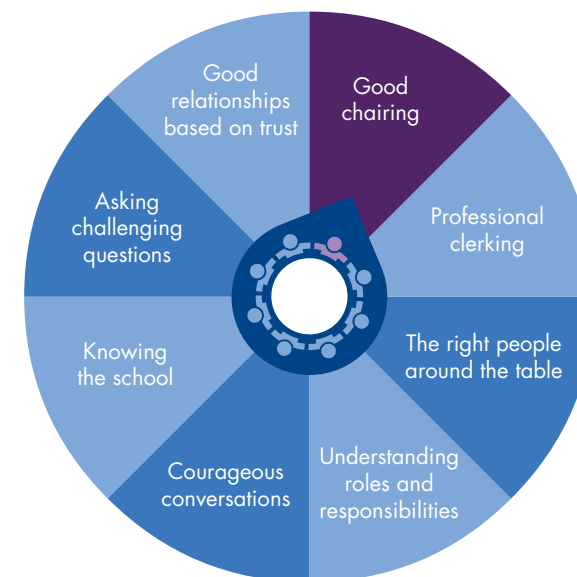 Good
relationships
based on trust
Good
chairing
Professional
clerking
The right people
around the table
Understanding
roles and
responsibilities
Courageous
conversations
Knowing
the school
Asking
challenging
questions